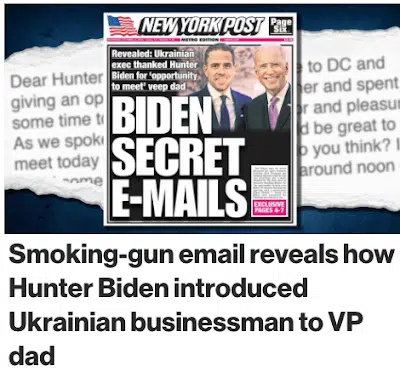 NEW YORK POST
Page
Six
METRO EDITION
Revealed: Ukrainian
exec thanked Hunter
Biden for ‘opportunity
to meet’ veep dad
BIDEN
SECRET
E-MAILS
EXCLUSIVE
PAGES 4-7
Dear Hunter
giving an op
some time t
As we spok
meet today
to DC and
er and spent
r and pleasu
d be great to
you think? I
around noon
Smoking-gun email reveals how
Hunter Biden introduced
Ukrainian businessman to VP
dad